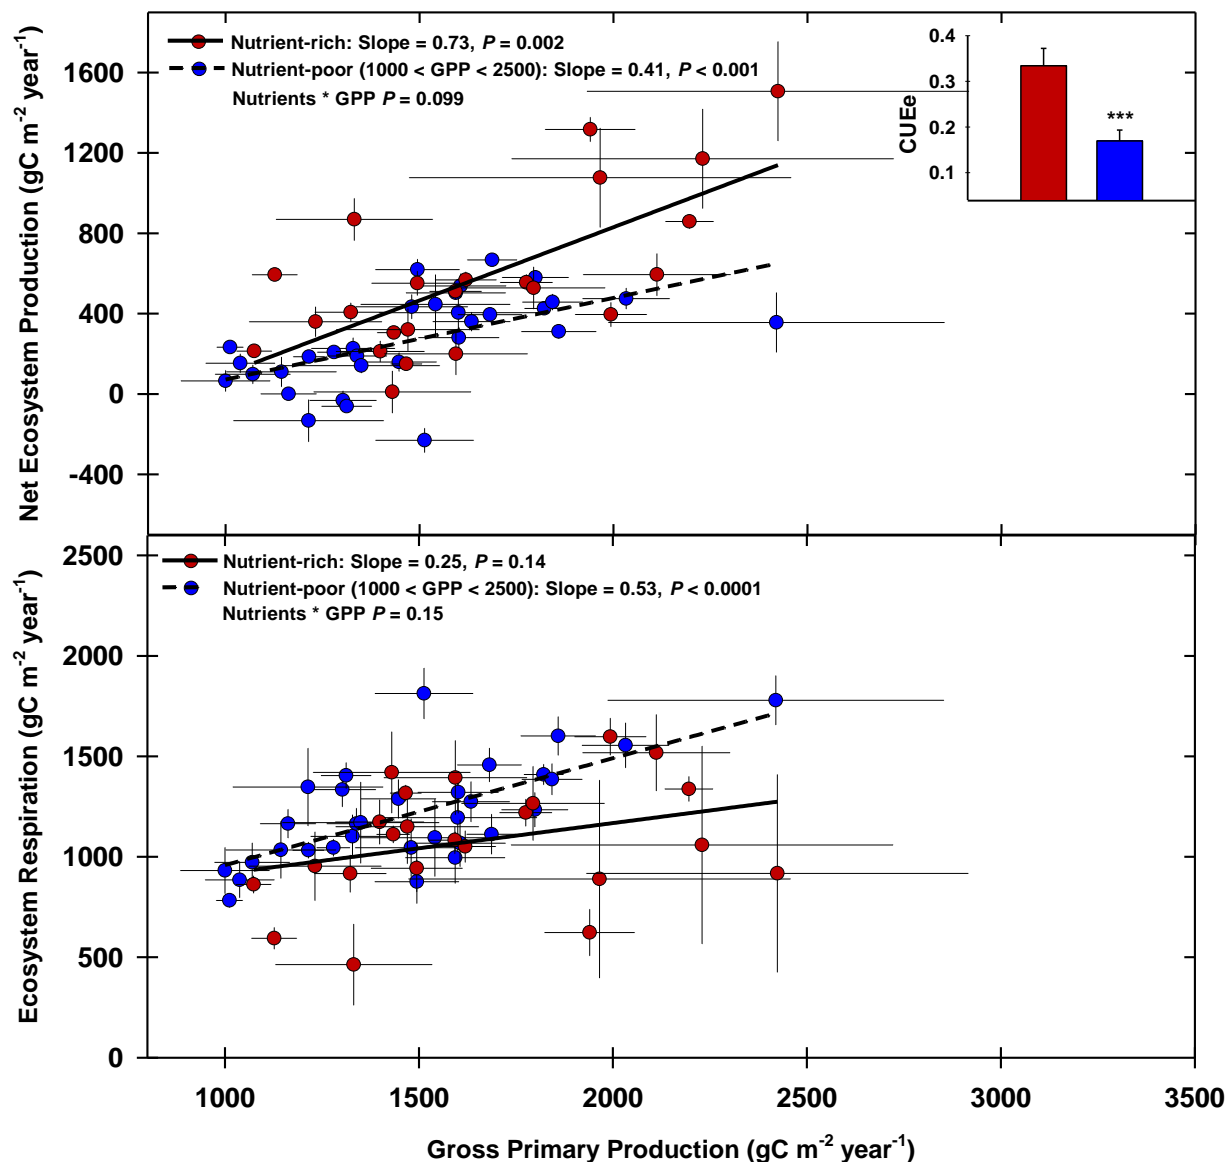 Nutrient-rich: Slope = 0.73, P = 0.002
Nutrient-poor (1000 < GPP < 2500): Slope = 0.41, P < 0.001
Nutrients * GPP P = 0.099
Net Ecosystem Production (gC m⁻² year⁻¹)
1600
1200
800
400
0
-400
CUEe
0.4
0.3
0.2
0.1
***
Nutrient-rich: Slope = 0.25, P = 0.14
Nutrient-poor (1000 < GPP < 2500): Slope = 0.53, P < 0.0001
Nutrients * GPP P = 0.15
Ecosystem Respiration (gC m⁻² year⁻¹)
2500
2000
1500
1000
500
0
1000 1500 2000 2500 3000 3500
Gross Primary Production (gC m⁻² year⁻¹)